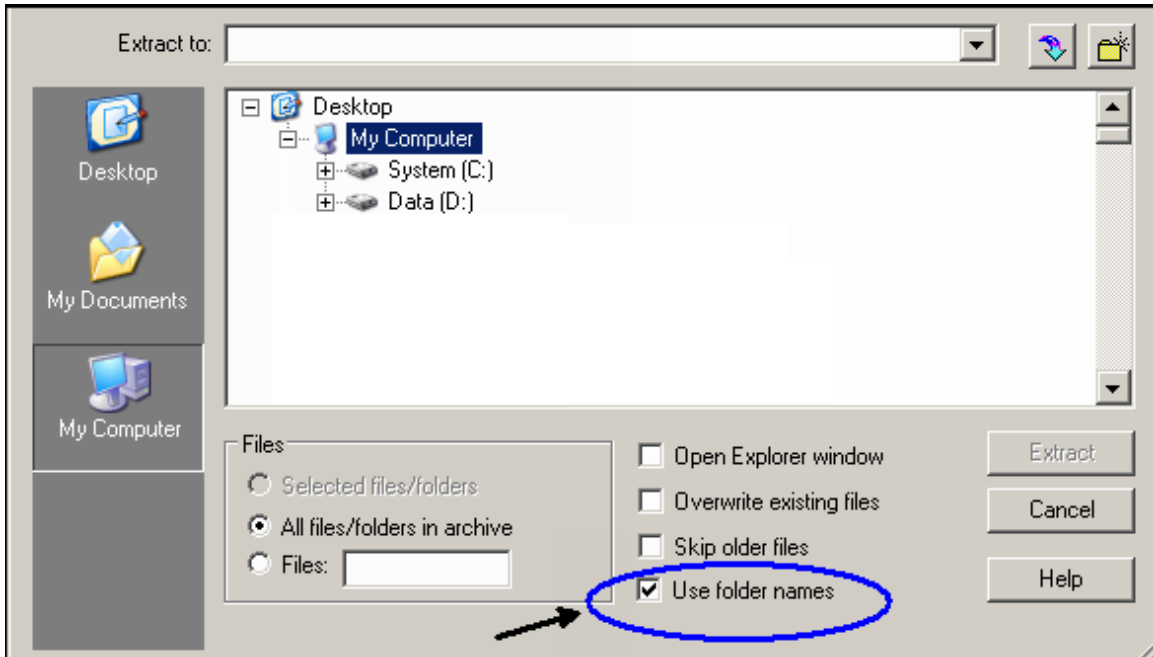 Extract to:
Desktop
My Computer
System (C:)
Data (D:)
Desktop
My Documents
My Computer
Files
Selected files/folders
All files/folders in archive
Files:
Open Explorer window
Overwrite existing files
Skip older files
Use folder names
Extract
Cancel
Help